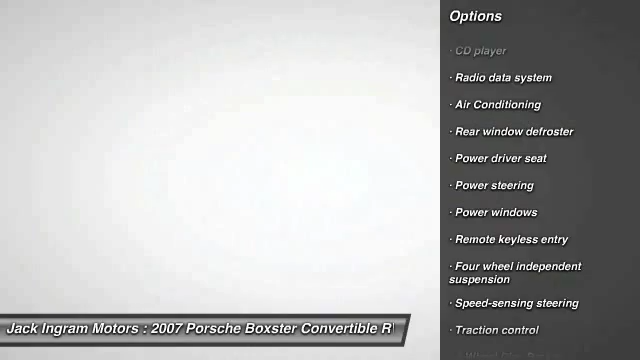 Options
· CD player
· Radio data system
· Air Conditioning
· Rear window defroster
· Power driver seat
· Power steering
· Power windows
· Remote keyless entry
· Four wheel independent
suspension
· Speed-sensing steering
· Traction control
Jack Ingram Motors : 2007 Porsche Boxster Convertible R